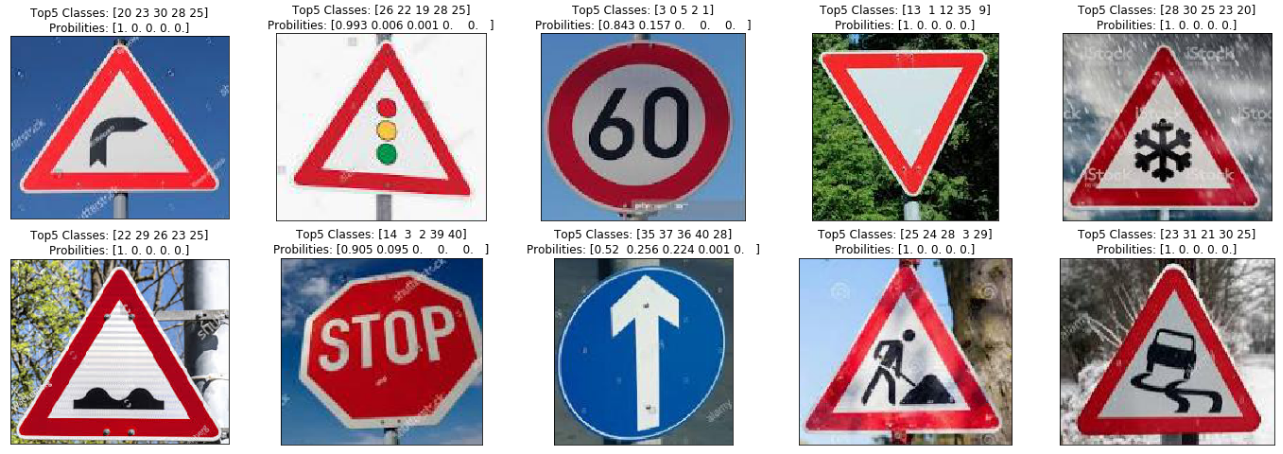 Top5 Classes: [20 23 30 28 25]
Probilities: [1. 0. 0. 0. 0.]
Top5 Classes: [26 22 19 28 25]
Probilities: [0.993 0.006 0.001 0. 0. ]
Top5 Classes: [3 0 5 2 1]
Probilities: [0.843 0.157 0. 0. 0. ]
Top5 Classes: [13 1 12 35 9]
Probilities: [1. 0. 0. 0. 0.]
Top5 Classes: [28 30 25 23 20]
Probilities: [1. 0. 0. 0. 0.]
shutterstock
60
iStock
iStock
iStock
iStock
Top5 Classes: [22 29 26 23 25]
Probilities: [1. 0. 0. 0. 0.]
Top5 Classes: [14 3 2 39 40]
Probilities: [0.905 0.095 0. 0. 0. ]
Top5 Classes: [35 37 36 40 28]
Probilities: [0.52 0.256 0.224 0.001 0. ]
Top5 Classes: [25 24 28 3 29]
Probilities: [1. 0. 0. 0. 0.]
Top5 Classes: [23 31 21 30 25]
Probilities: [1. 0. 0. 0. 0.]
STOP
shutterstock
alamy